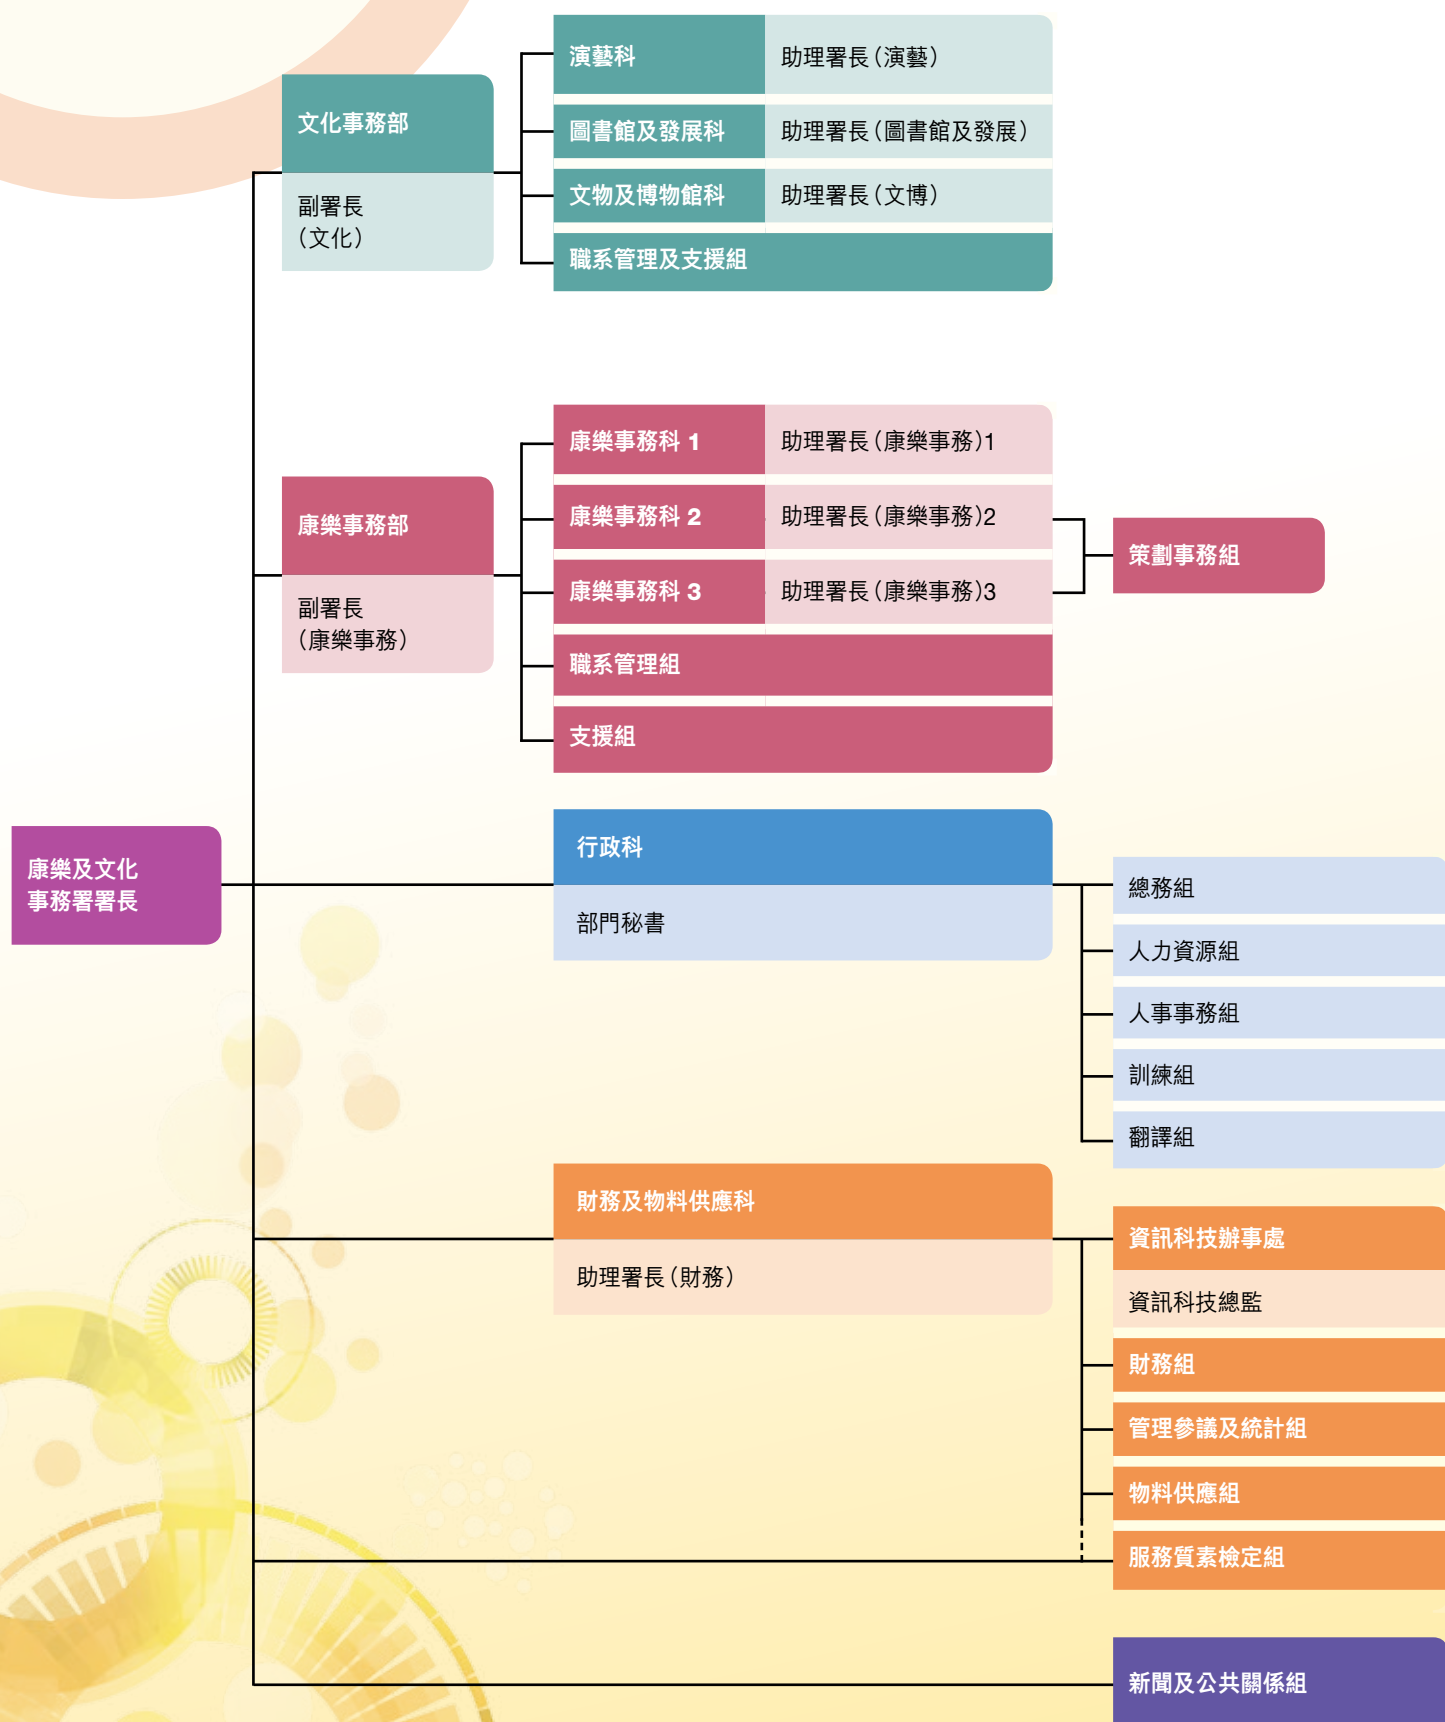 演藝科 助理署長（演藝）
文化事務部
圖書館及發展科 助理署長（圖書館及發展）
文物及博物館科 助理署長（文博）
副署長
（文化）
職系管理及支援組
康樂事務科 1 助理署長（康樂事務）1
康樂事務部
康樂事務科 2 助理署長（康樂事務）2
策劃事務組
康樂事務科 3 助理署長（康樂事務）3
副署長
（康樂事務）
職系管理組
支援組
康樂及文化
事務署署長
行政科
部門秘書
總務組
人力資源組
人事事務組
訓練組
翻譯組
財務及物料供應科
助理署長（財務）
資訊科技辦事處
資訊科技總監
財務組
管理參議及統計組
物料供應組
服務質素檢定組
新聞及公共關係組